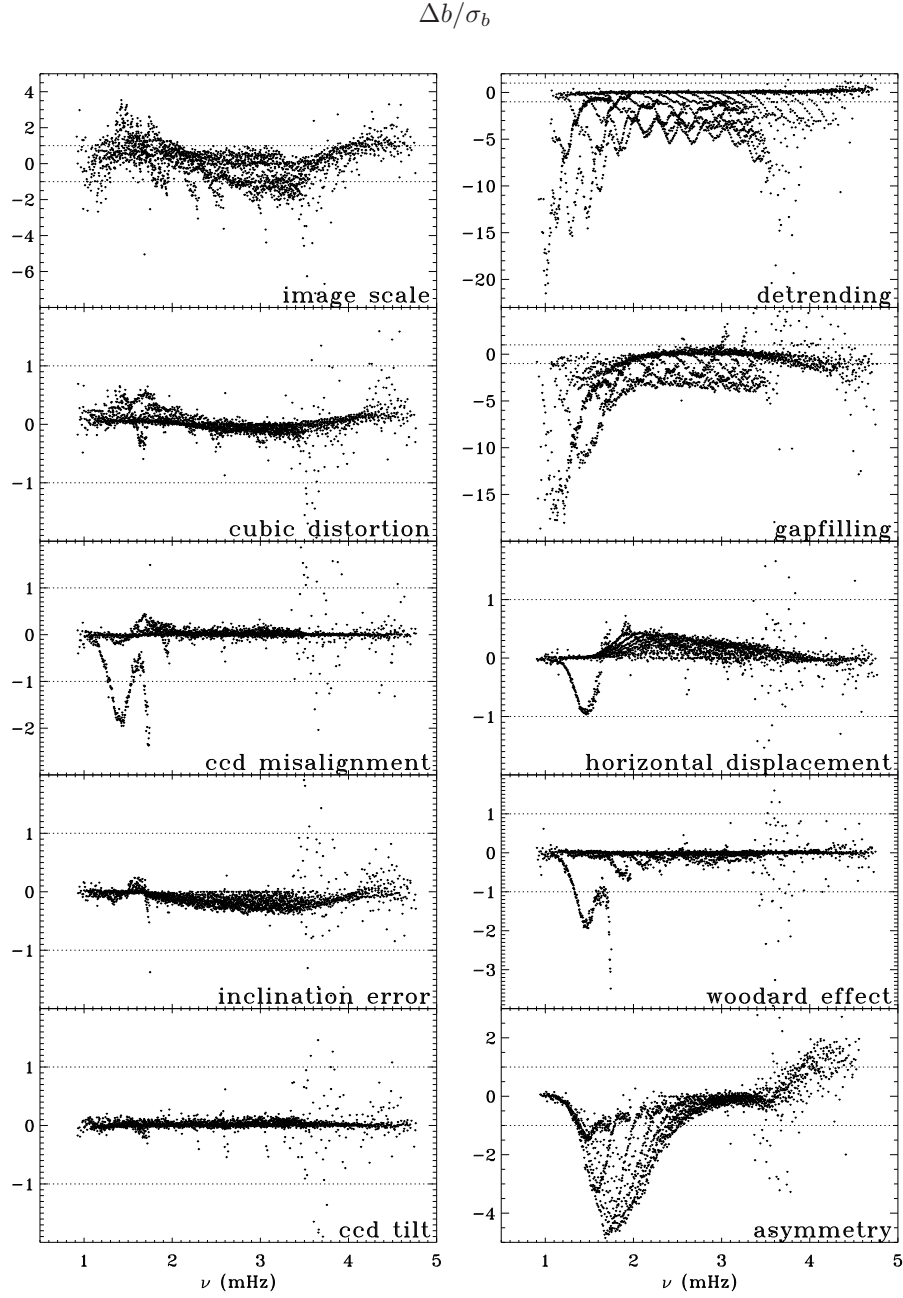 Δb/σ_b
4
2
0
−2
−4
−6
image scale
0
−5
−10
−15
−20
detrending
1
0
−1
cubic distortion
0
−5
−10
−15
gapfilling
1
0
−1
−2
ccd misalignment
1
0
−1
horizontal displacement
1
0
−1
inclination error
1
0
−1
−2
−3
woodard effect
1
0
−1
ccd tilt
1 2 3 4 5
ν (mHz)
2
0
−2
−4
asymmetry
1 2 3 4 5
ν (mHz)